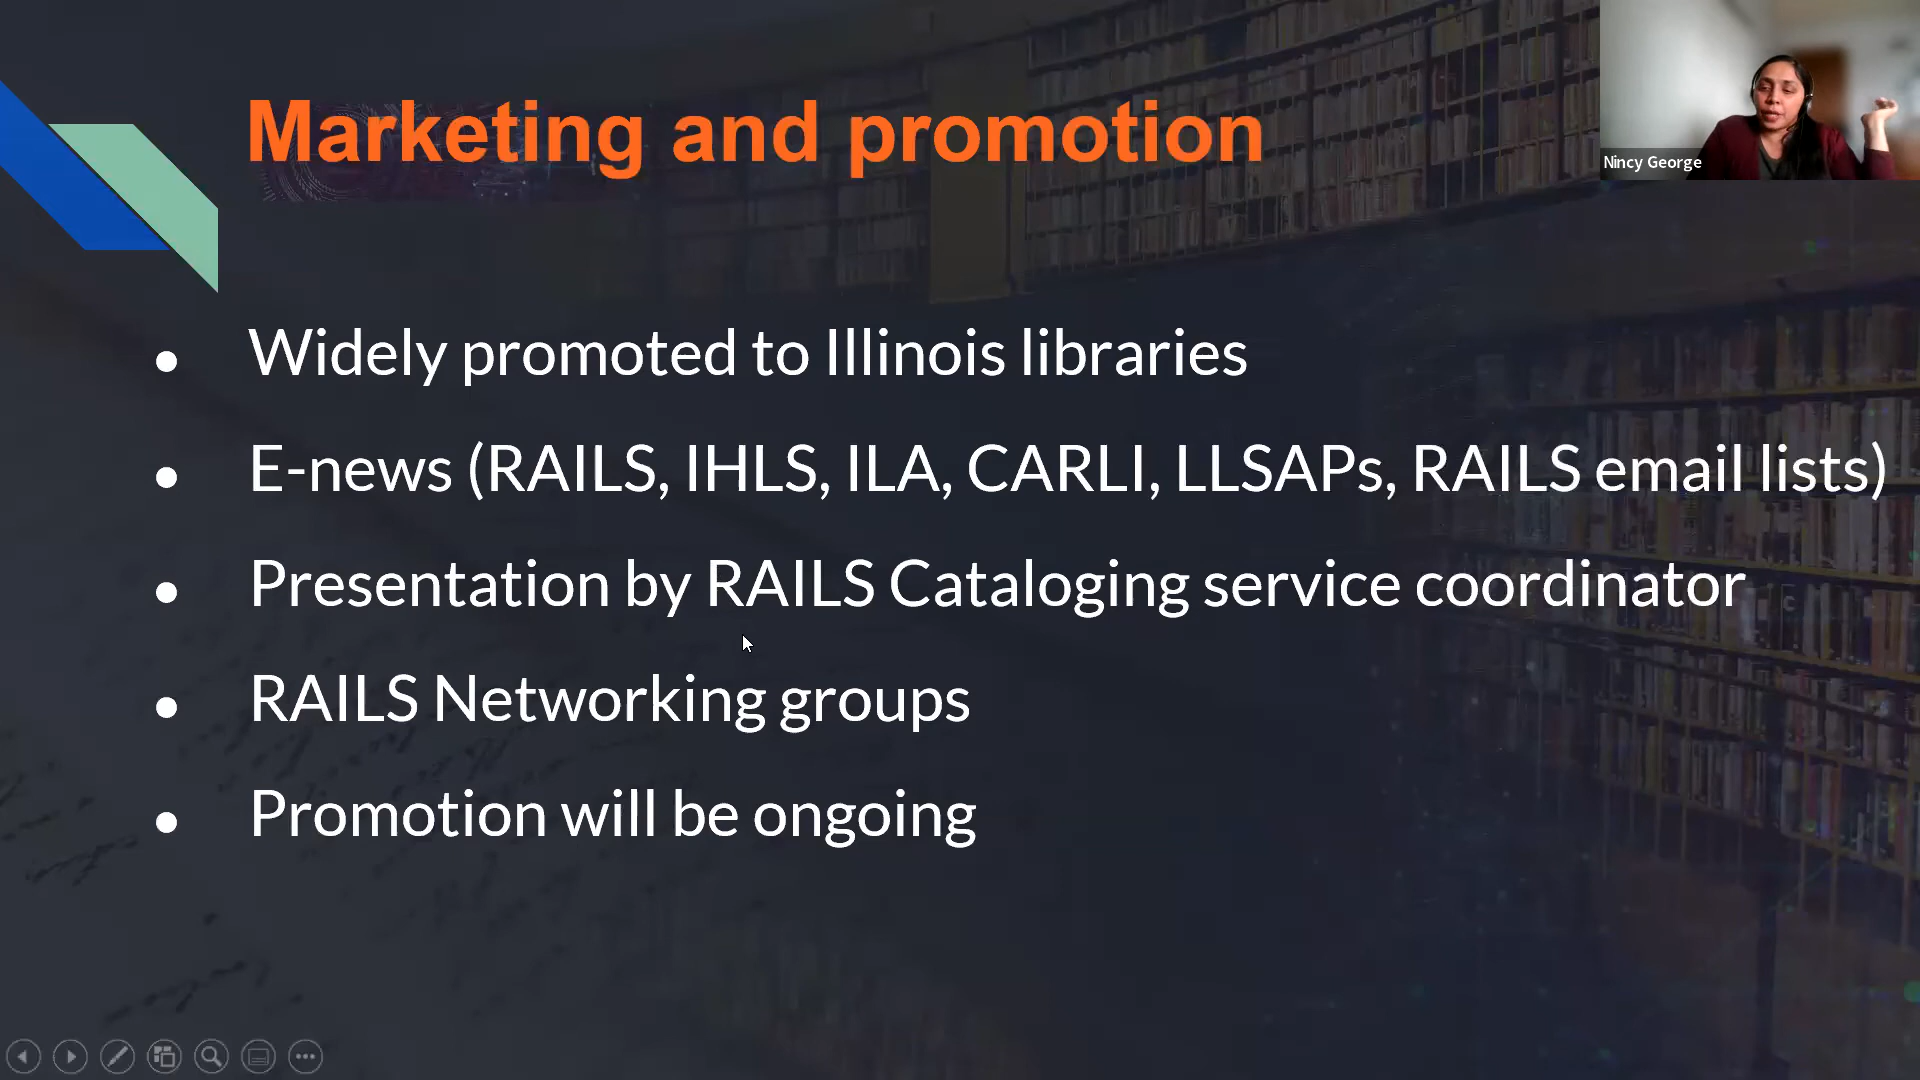 Marketing and promotion
Nincy George
• Widely promoted to Illinois libraries
• E-news (RAILS, IHLS, ILA, CARLI, LLSAPs, RAILS email lists)
• Presentation by RAILS Cataloging service coordinator
• RAILS Networking groups
• Promotion will be ongoing